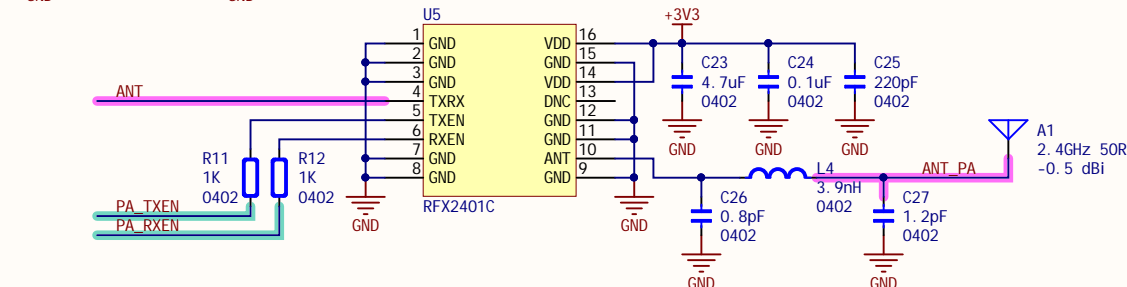 GND
GND
U5
+3V3
1 GND VDD 16
2 GND GND 15
3 GND VDD 14
4 TXRX DNC 13
5 TXEN GND 12
6 RXEN GND 11
7 GND ANT 10
8 GND GND 9
RFX2401C
ANT
R11
1K
0402
R12
1K
0402
PA_TXEN
PA_RXEN
GND
GND
C23
4.7uF
0402
GND
C24
0.1uF
0402
GND
C25
220pF
0402
GND
C26
0.8pF
0402
GND
L4
3.9nH
0402
ANT_PA
C27
1.2pF
0402
GND
A1
2.4GHz 50R
-0.5 dBi